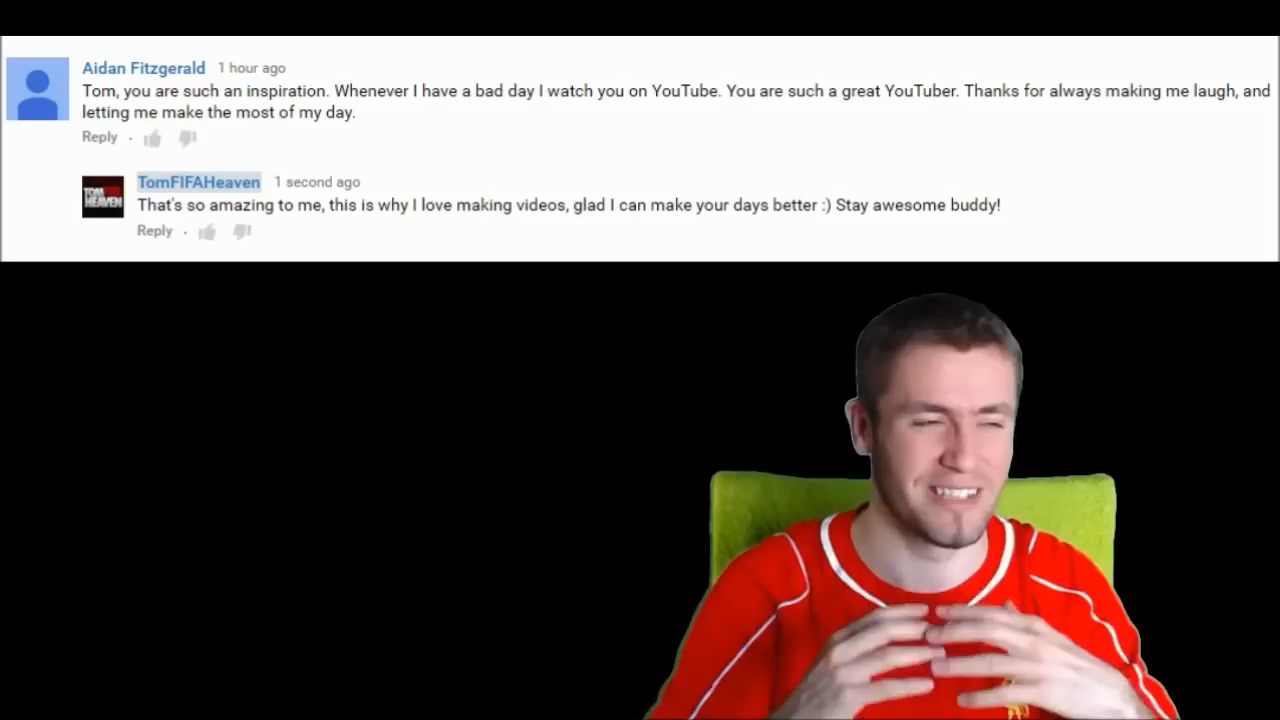 Aidan Fitzgerald 1 hour ago
Tom, you are such an inspiration. Whenever I have a bad day I watch you on YouTube. You are such a great YouTuber. Thanks for always making me laugh, and
letting me make the most of my day.
Reply
TOM
HEAVEN
TomFIFAHeaven 1 second ago
That's so amazing to me, this is why I love making videos, glad I can make your days better :) Stay awesome buddy!
Reply